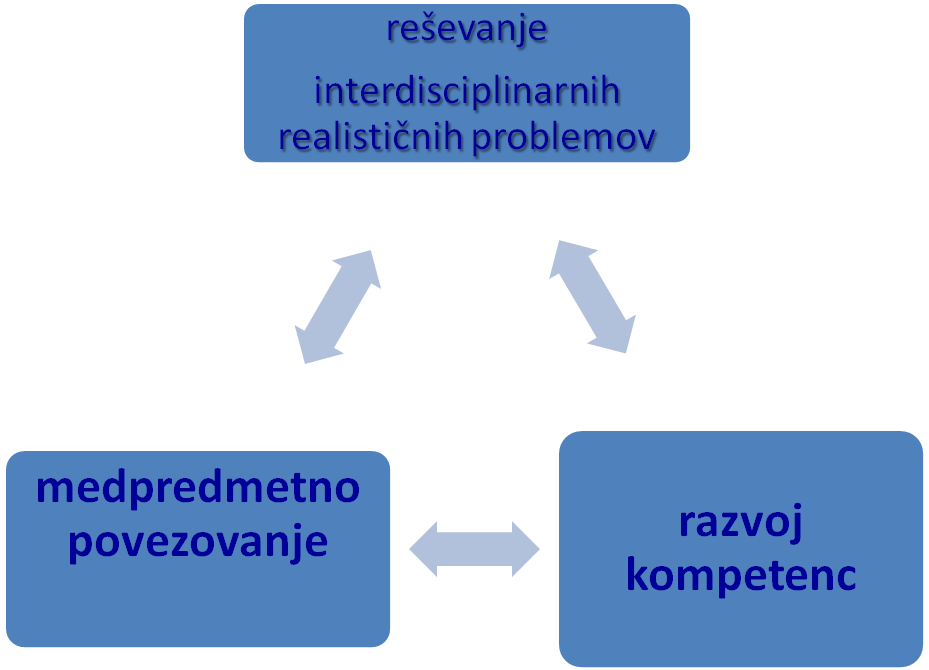 reševanje
interdisciplinarnih
realističnih problemov
medpredmetno
povezovanje
razvoj
kompetenc